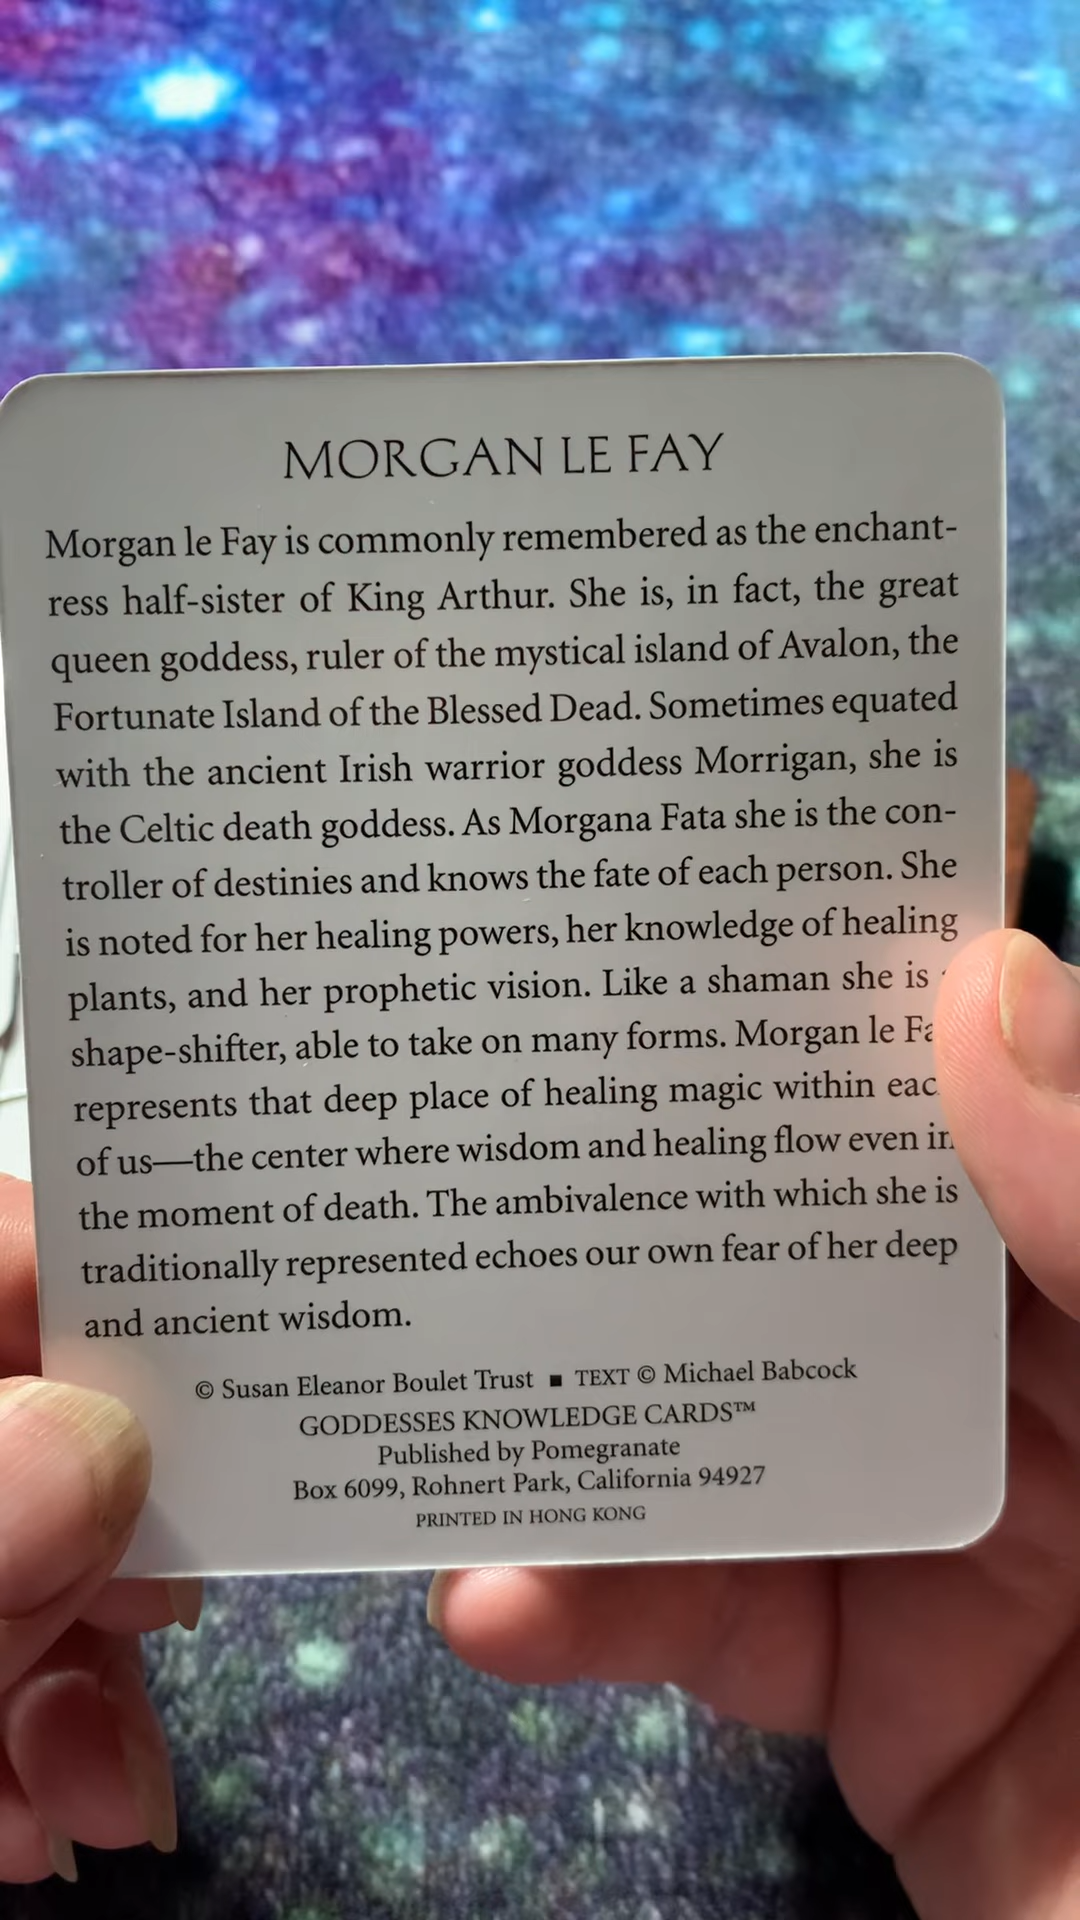 MORGAN LE FAY
Morgan le Fay is commonly remembered as the enchant-
ress half-sister of King Arthur. She is, in fact, the great
queen goddess, ruler of the mystical island of Avalon, the
Fortunate Island of the Blessed Dead. Sometimes equated
with the ancient Irish warrior goddess Morrigan, she is
the Celtic death goddess. As Morgana Fata she is the con-
troller of destinies and knows the fate of each person. She
is noted for her healing powers, her knowledge of healing
plants, and her prophetic vision. Like a shaman she is
shape-shifter, able to take on many forms. Morgan le Fa
represents that deep place of healing magic within eac
of us—the center where wisdom and healing flow even in
the moment of death. The ambivalence with which she is
traditionally represented echoes our own fear of her deep
and ancient wisdom.
© Susan Eleanor Boulet Trust ■ TEXT © Michael Babcock
GODDESSES KNOWLEDGE CARDS™
Published by Pomegranate
Box 6099, Rohnert Park, California 94927
PRINTED IN HONG KONG